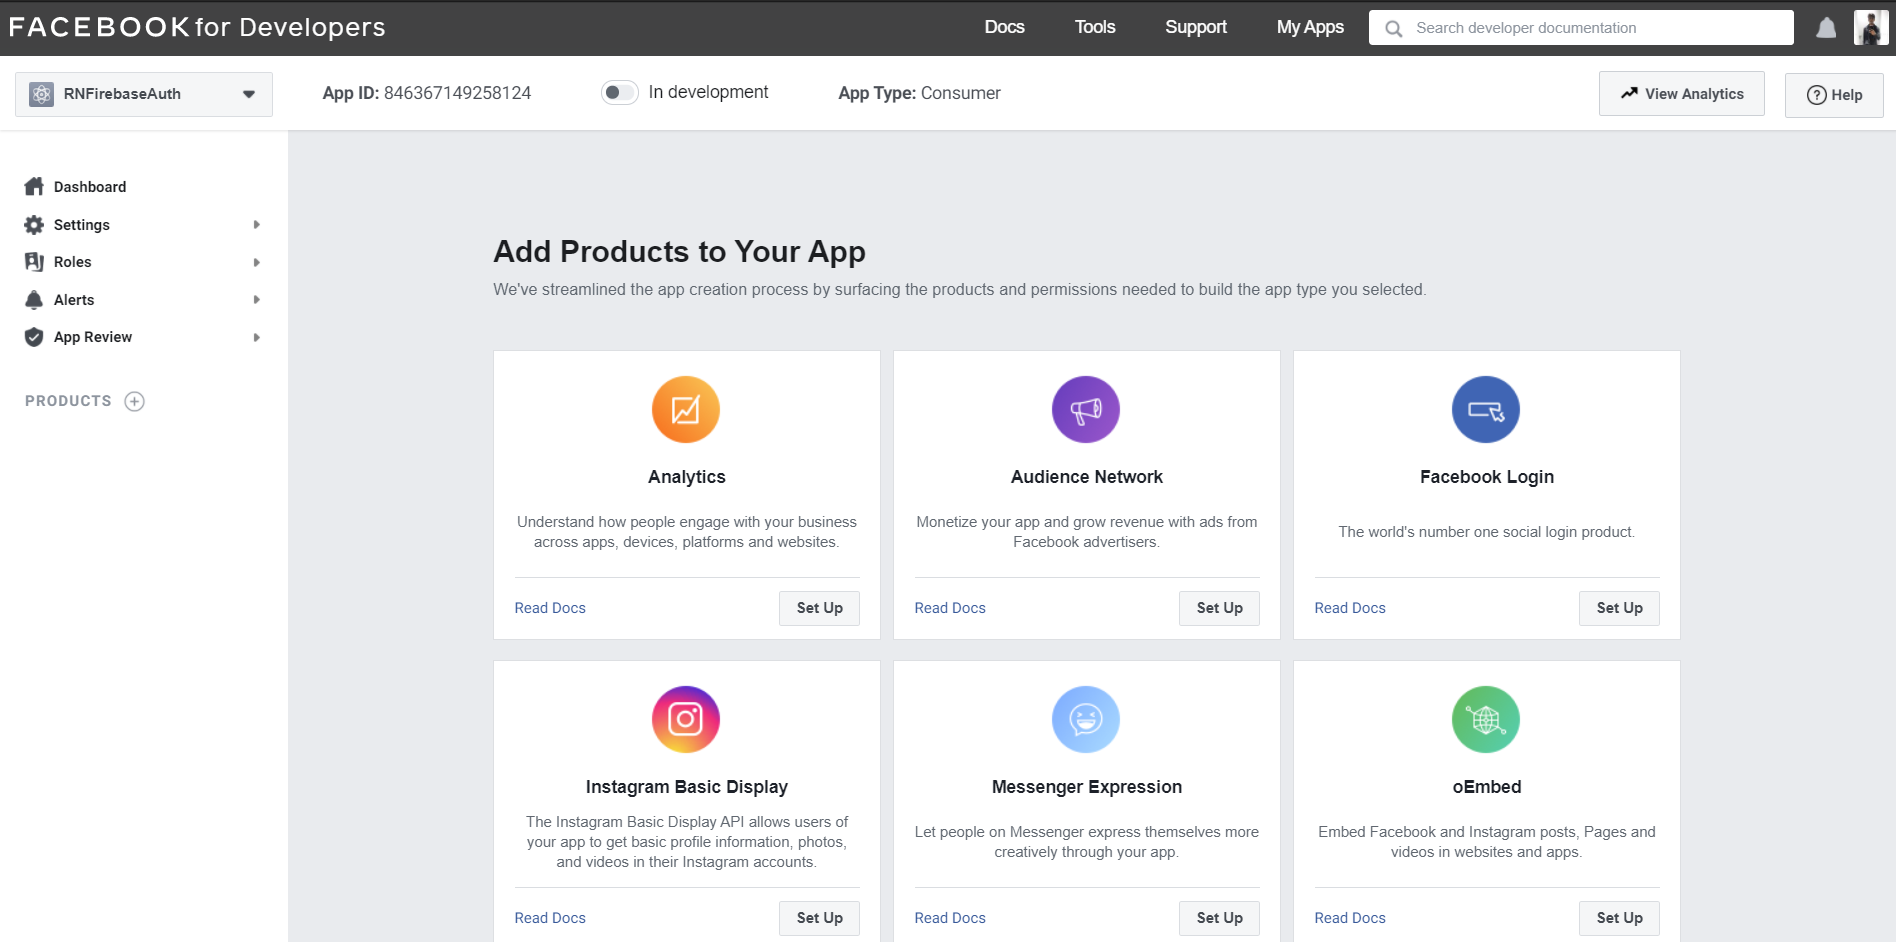 FACEBOOK for Developers
Docs
Tools
Support
My Apps
Search developer documentation
RNFirebaseAuth
App ID: 846367149258124
In development
App Type: Consumer
View Analytics
Help
Dashboard
Settings
Roles
Alerts
App Review
PRODUCTS
Add Products to Your App
We've streamlined the app creation process by surfacing the products and permissions needed to build the app type you selected.
Analytics
Understand how people engage with your business
across apps, devices, platforms and websites.
Read Docs
Set Up
Audience Network
Monetize your app and grow revenue with ads from
Facebook advertisers.
Read Docs
Set Up
Facebook Login
The world's number one social login product.
Read Docs
Set Up
Instagram Basic Display
The Instagram Basic Display API allows users of
your app to get basic profile information, photos,
and videos in their Instagram accounts.
Read Docs
Set Up
Messenger Expression
Let people on Messenger express themselves more
creatively through your app.
Read Docs
Set Up
oEmbed
Embed Facebook and Instagram posts, Pages and
videos in websites and apps.
Read Docs
Set Up